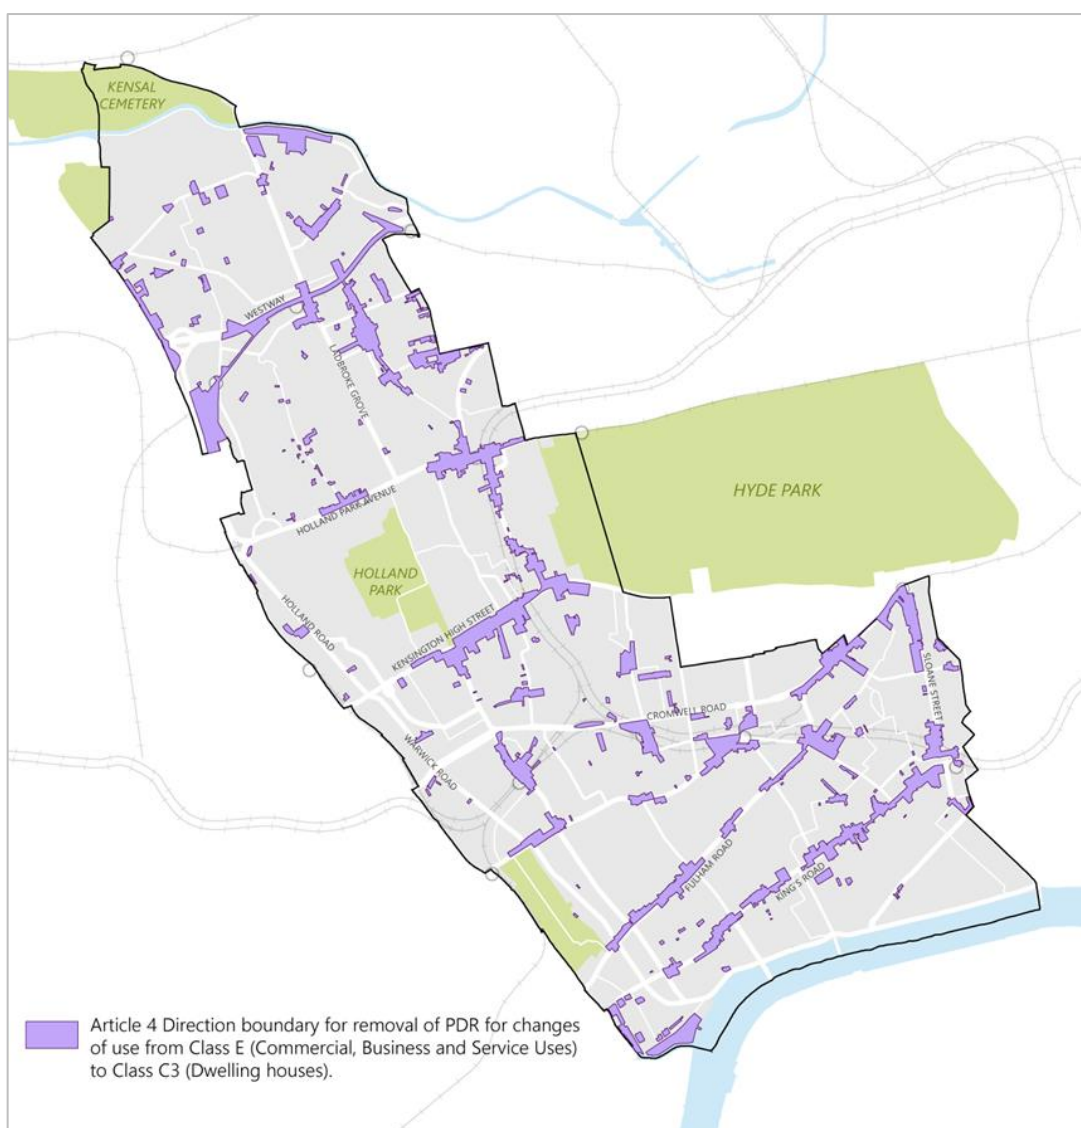 KENSAL
CEMETERY
WESTWAY
LADBROKE GROVE
HYDE PARK
HOLLAND PARK AVENUE
HOLLAND
PARK
HOLLAND ROAD
KENSINGTON HIGH STREET
SLOANE STREET
CROMWELL ROAD
WARWICK ROAD
FULHAM ROAD
KING'S ROAD
Article 4 Direction boundary for removal of PDR for changes
of use from Class E (Commercial, Business and Service Uses)
to Class C3 (Dwelling houses).